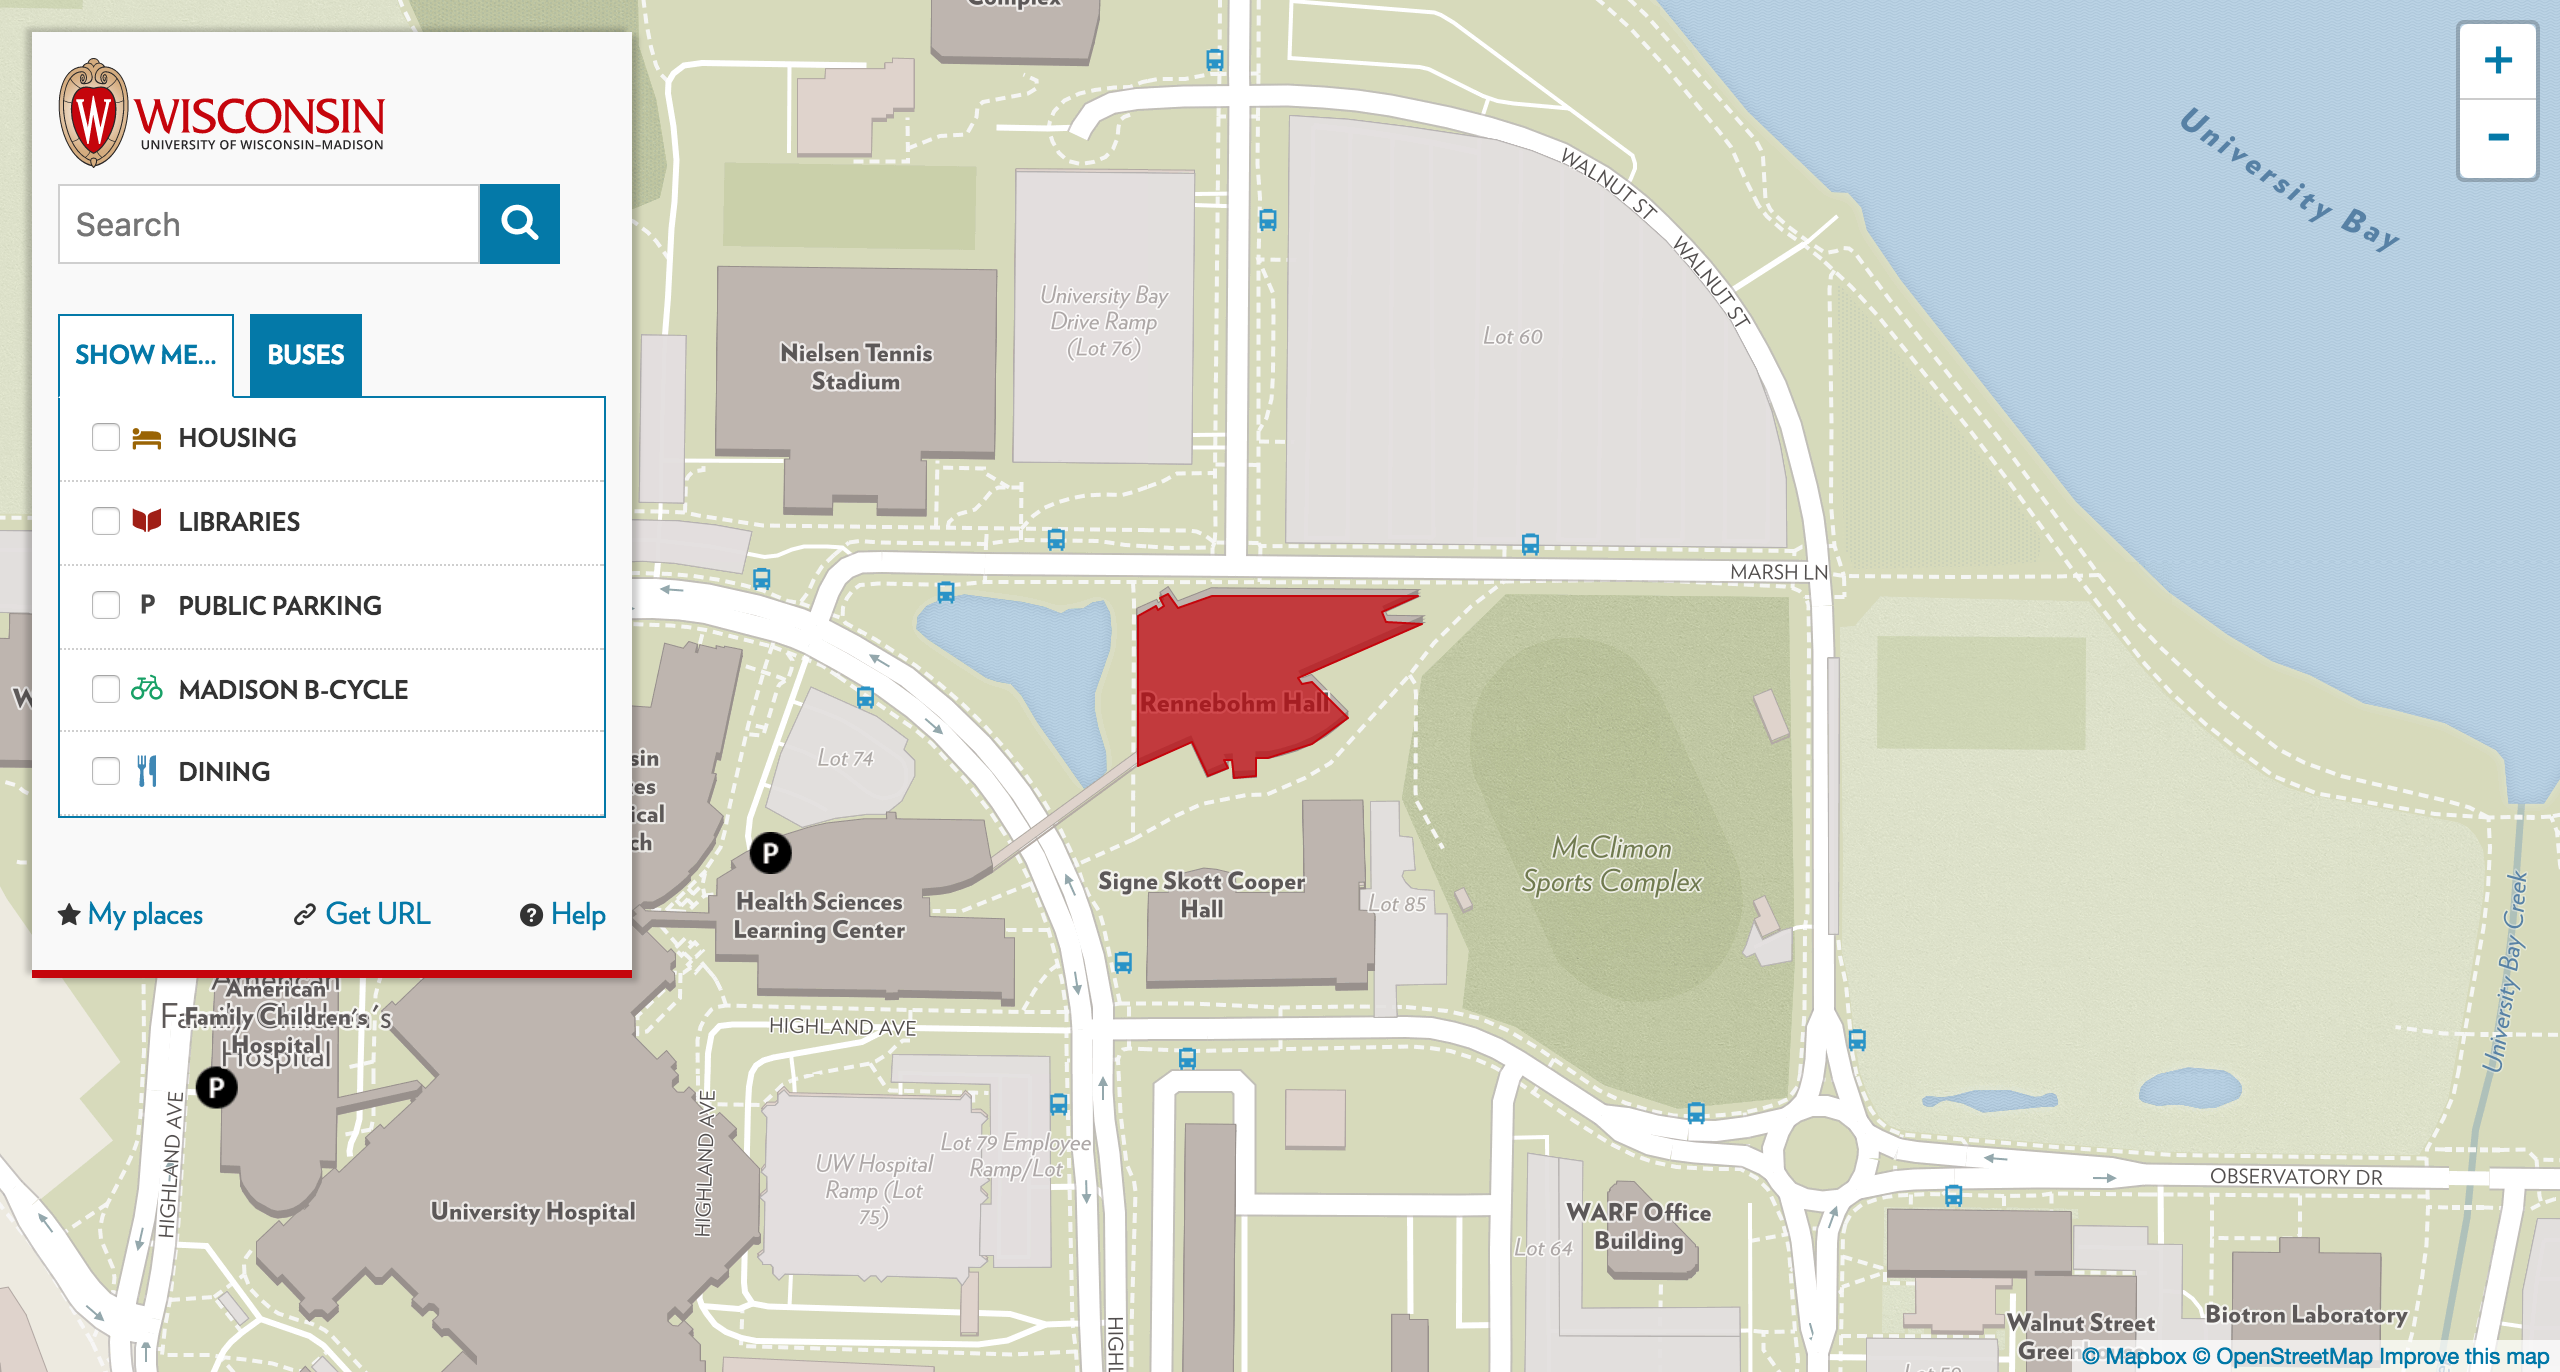 Complex
W WISCONSIN
UNIVERSITY OF WISCONSIN–MADISON
Search
SHOW ME...
BUSES
HOUSING
LIBRARIES
P PUBLIC PARKING
MADISON B-CYCLE
DINING
My places
Get URL
? Help
+
-
University Bay
WALNUT ST
WALNUT ST
University Bay
Drive Ramp
(Lot 76)
Lot 60
Nielsen Tennis
Stadium
MARSH LN
Rennebohm Hall
Lot 74
sin
es
ical
ch
P
Health Sciences
Learning Center
Signe Skott Cooper
Hall
Lot 85
McClimon
Sports Complex
University Bay Creek
American
Family Children's
Hospital
American
Family Children's
Hospital
P
HIGHLAND AVE
HIGHLAND AVE
HIGHLAND AVE
Lot 79 Employee
Ramp/Lot
UW Hospital
Ramp (Lot
75)
University Hospital
OBSERVATORY DR
WARF Office
Building
Lot 64
HIGHL
Walnut Street
Biotron Laboratory
© Mapbox © OpenStreetMap Improve this map